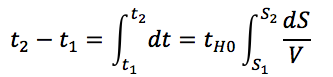 t₂ − t₁ = ∫_{t₁}^{t₂} dt = t_{H0} ∫_{S₁}^{S₂} dS/V